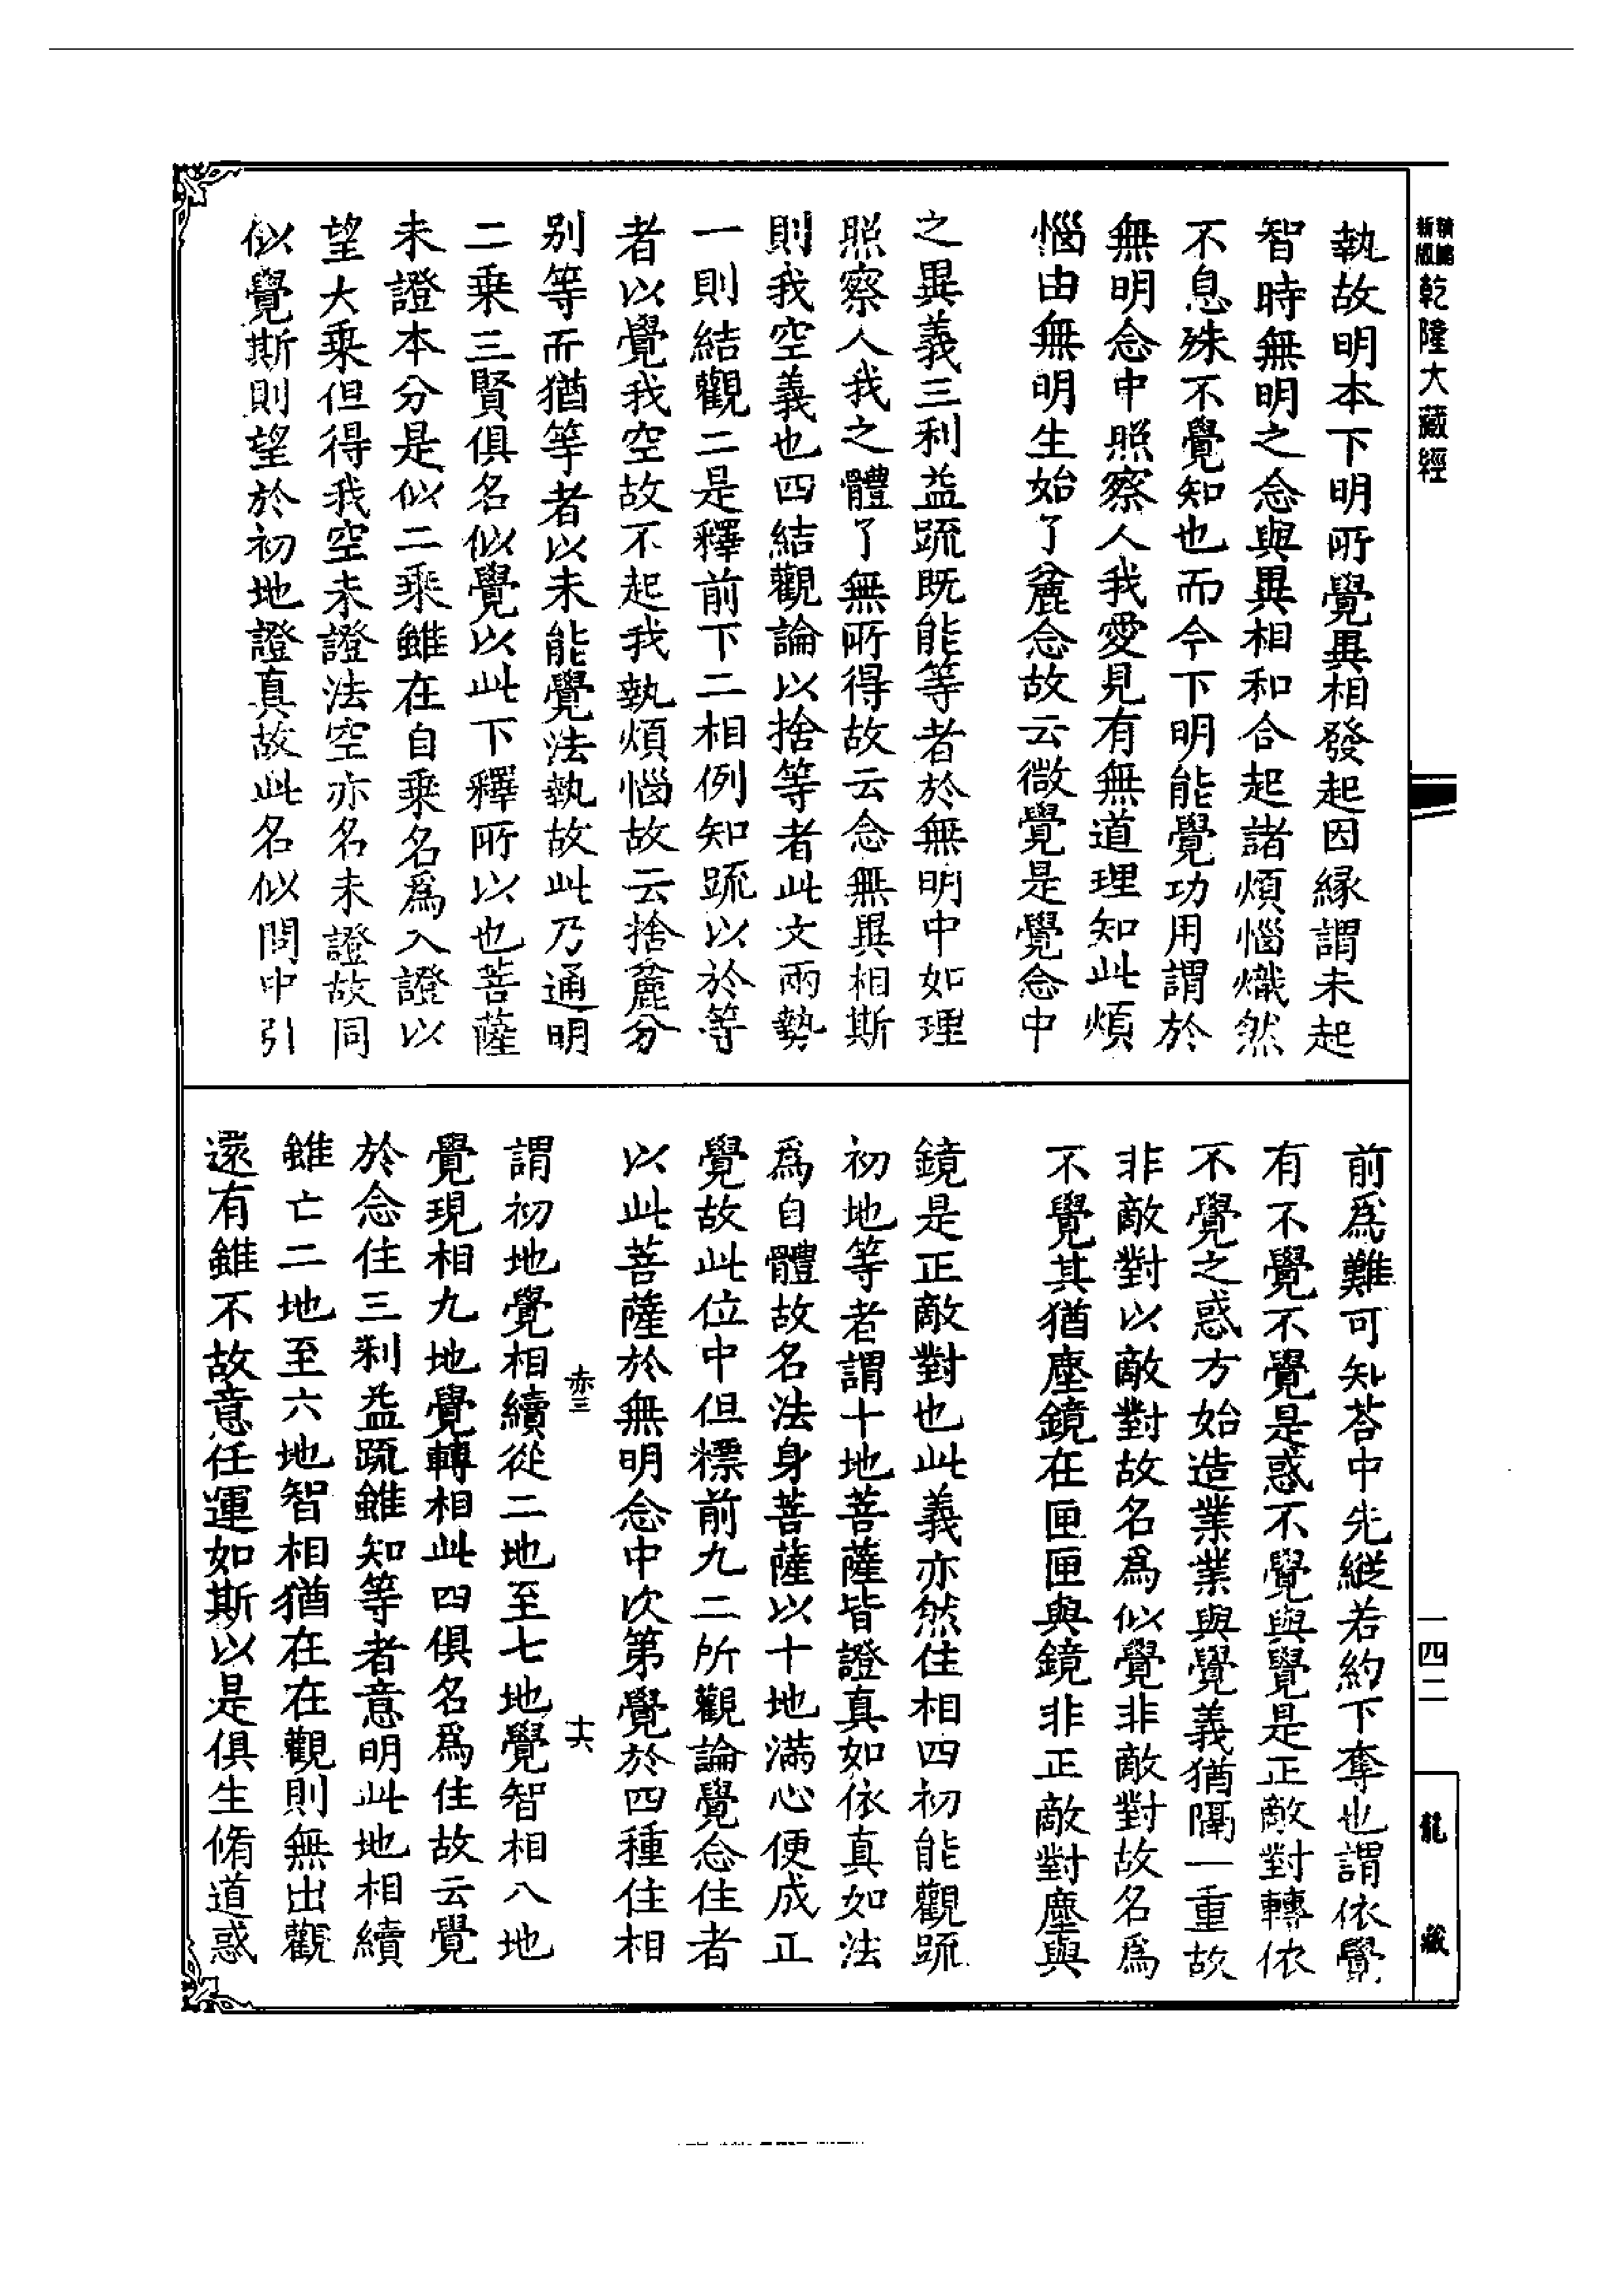 新版
乾隆大藏經
執故明本下明所覺異相發起因緣謂未起
智時無明之念與異相和合起諸煩惱熾然
不息殊不覺知也而今下明能覺功用謂於
無明念中照察人我愛見有無道理知此煩
惱由無明生始了麁念故云微覺是覺念中
之異義三利益䟽既能等者於無明中如理
照察人我之體了無所得故云念無異相斯
則我空義也四結觀論以捨等者此文兩勢
一則結觀二是釋前下二相例知䟽以於等
者以覺我空故不起我執煩惱故云捨麁分
別等而猶等者以未能覺法執故此乃通明
二乗三賢俱名似覺以此下釋所以也菩薩
未證本分是似二乘雖在自乘名爲入證以
望大乘但得我空未證法空亦名未證故同
似覺斯則望於初地證真故此名似問中引
前爲難可知荅中先縱若約下奪也謂依覺
有不覺不覺是惑不覺與覺是正敵對轉依
不覺之惑方始造業業與覺義猶隔一重故
非敵對以敵對故名爲似覺非敵對故名爲
不覺其猶塵鏡在匣匣與鏡非正敵對塵與
鏡是正敵對也此義亦然住相四初能觀䟽
初地等者謂十地菩薩皆證真如依真如法
爲自體故名法身菩薩以十地滿心便成正
覺故此位中但標前九二所觀論覺念住者
以此菩薩於無明念中次第覺於四種住相
赤三
十六
謂初地覺相續從二地至七地覺智相八地
覺現相九地覺轉相此四俱名爲住故云覺
於念住三利益䟽雖知等者意明此地相續
雖亡二地至六地智相猶在在觀則無出觀
還有雖不故意任運如斯以是俱生脩道惑
一四二
龍藏